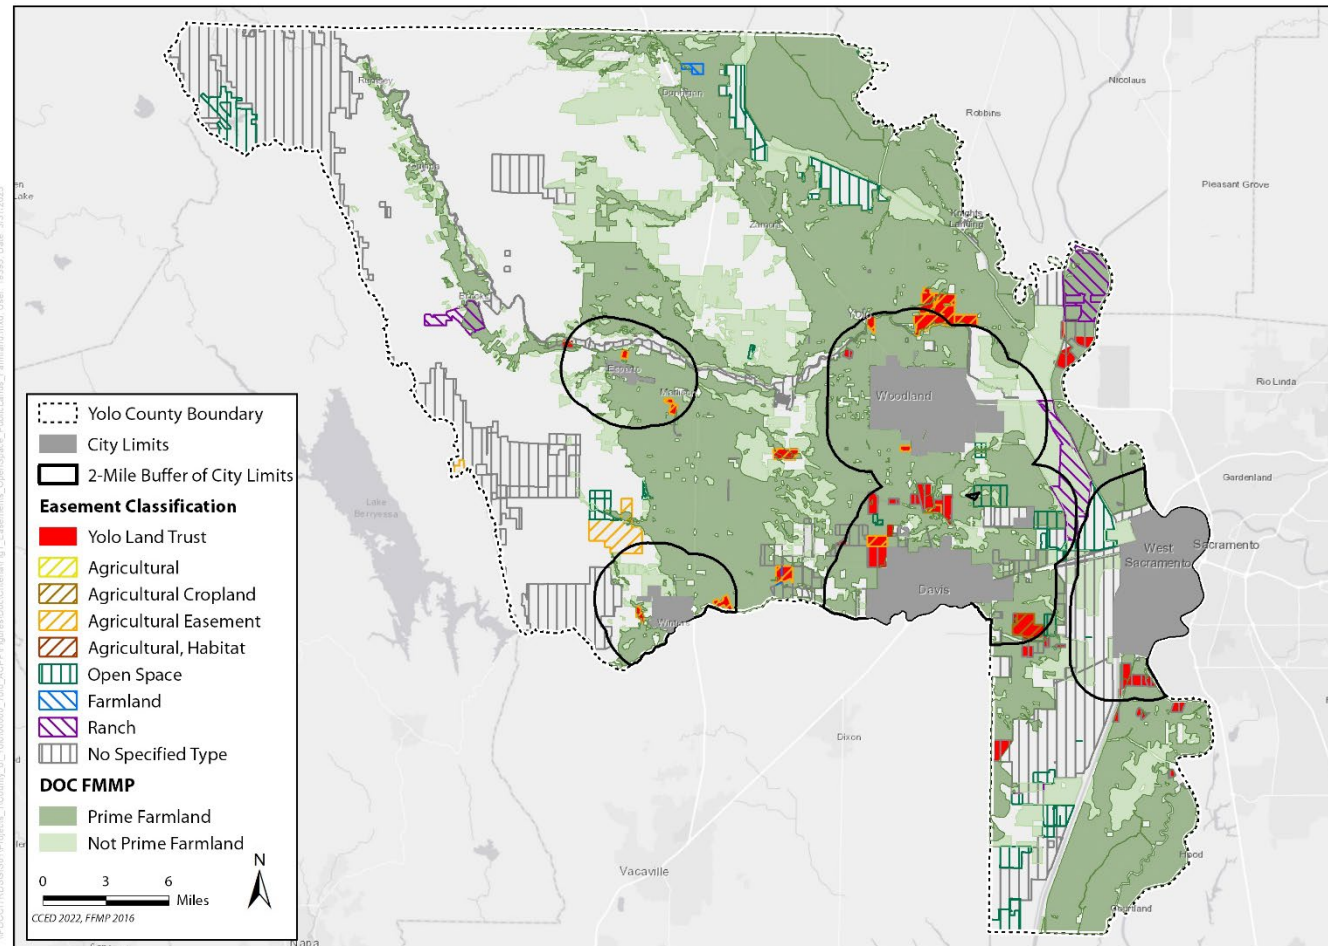 Nicolaus
Robbins
Dunnigan
Pleasant Grove
Knights
Landing
Zamora
Yolo
Rio Linda
Esparto
Madison
Woodland
Gardenland
West
Sacramento
Sacramento
Davis
Winters
Lake
Berryessa
Dixon
Vacaville
Hood
Courtland
Napa
Yolo County Boundary
City Limits
2-Mile Buffer of City Limits
Easement Classification
Yolo Land Trust
Agricultural
Agricultural Cropland
Agricultural Easement
Agricultural, Habitat
Open Space
Farmland
Ranch
No Specified Type
DOC FMMP
Prime Farmland
Not Prime Farmland
N
0 3 6
Miles
CCED 2022, FFMP 2016